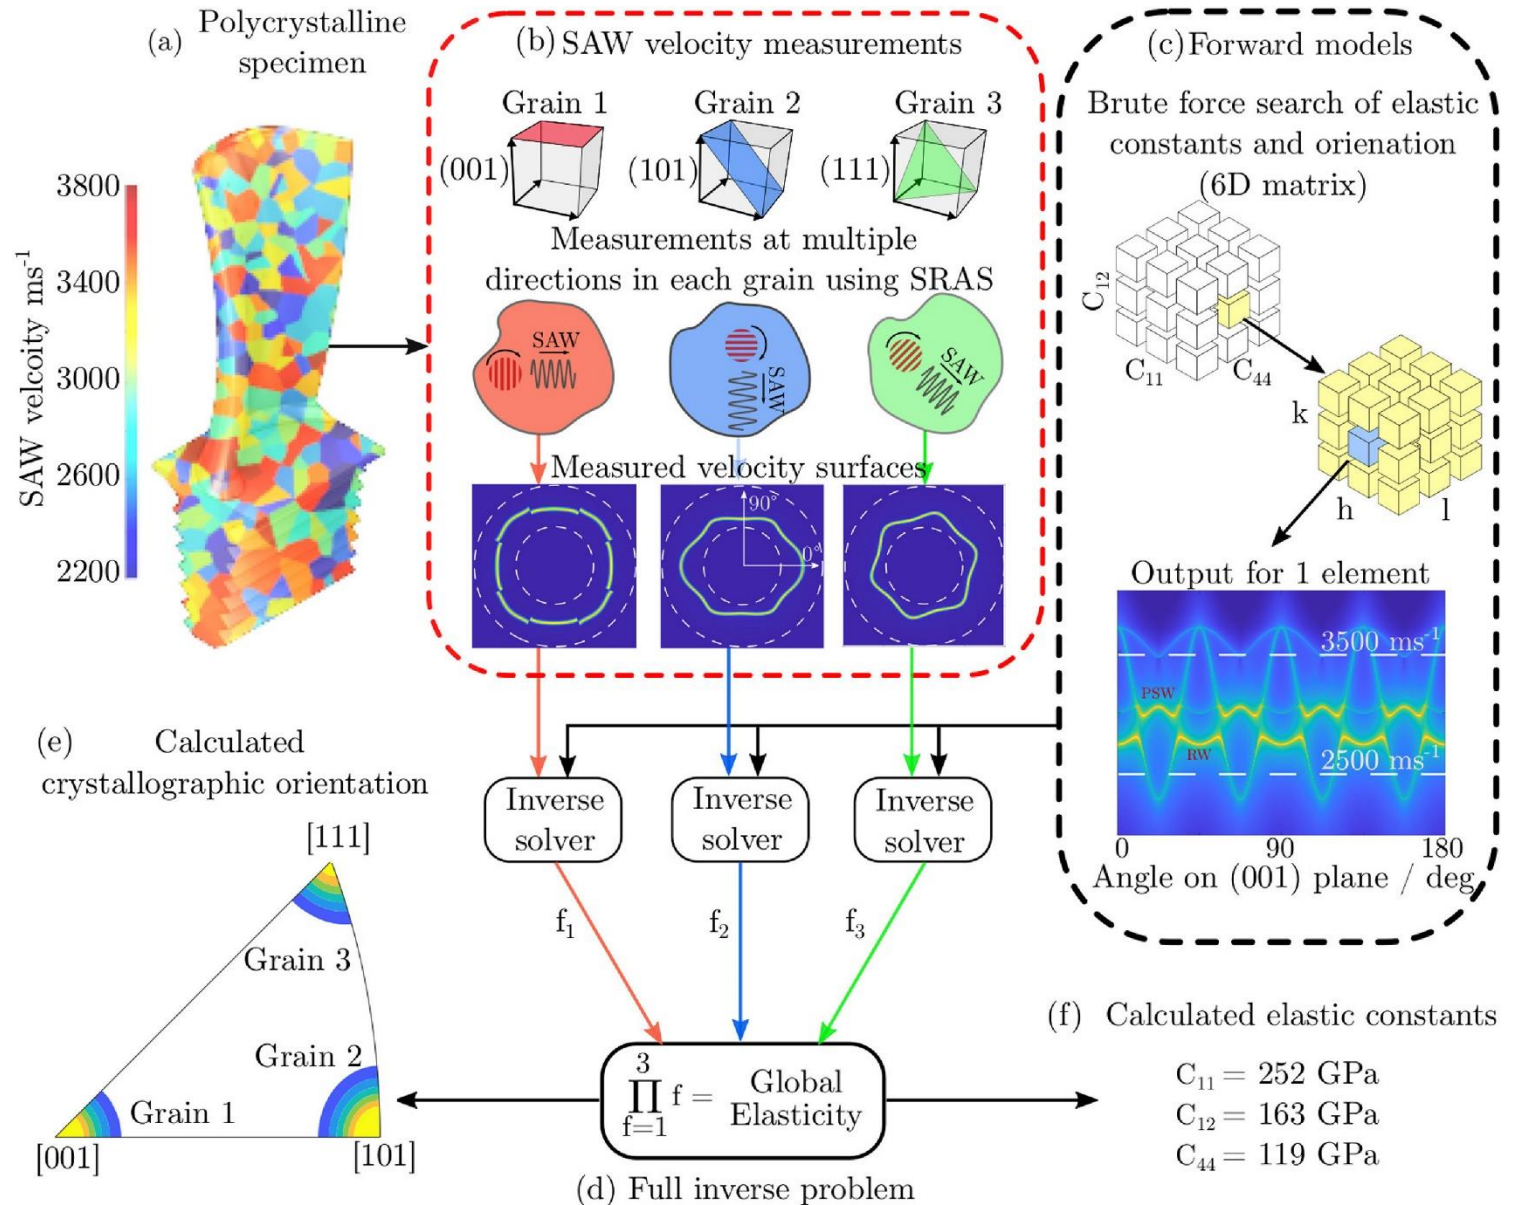 (a) Polycrystalline
specimen
SAW velcoity ms⁻¹
3800
3400
3000
2600
2200
(b) SAW velocity measurements
Grain 1
Grain 2
Grain 3
(001)
(101)
(111)
Measurements at multiple
directions in each grain using SRAS
SAW
SAW
SAW
Measured velocity surfaces
90°
0°
(c) Forward models
Brute force search of elastic
constants and orienation
(6D matrix)
C₁₂
C₁₁
C₄₄
k
h
l
Output for 1 element
3500 ms⁻¹
PSW
RW
2500 ms⁻¹
0
90
180
Angle on (001) plane / deg
Inverse
solver
Inverse
solver
Inverse
solver
f₁
f₂
f₃
3
∏ f = Global
Elasticity
f=1
(d) Full inverse problem
(e) Calculated
crystallographic orientation
[111]
Grain 3
Grain 2
Grain 1
[001]
[101]
(f) Calculated elastic constants
C₁₁ = 252 GPa
C₁₂ = 163 GPa
C₄₄ = 119 GPa